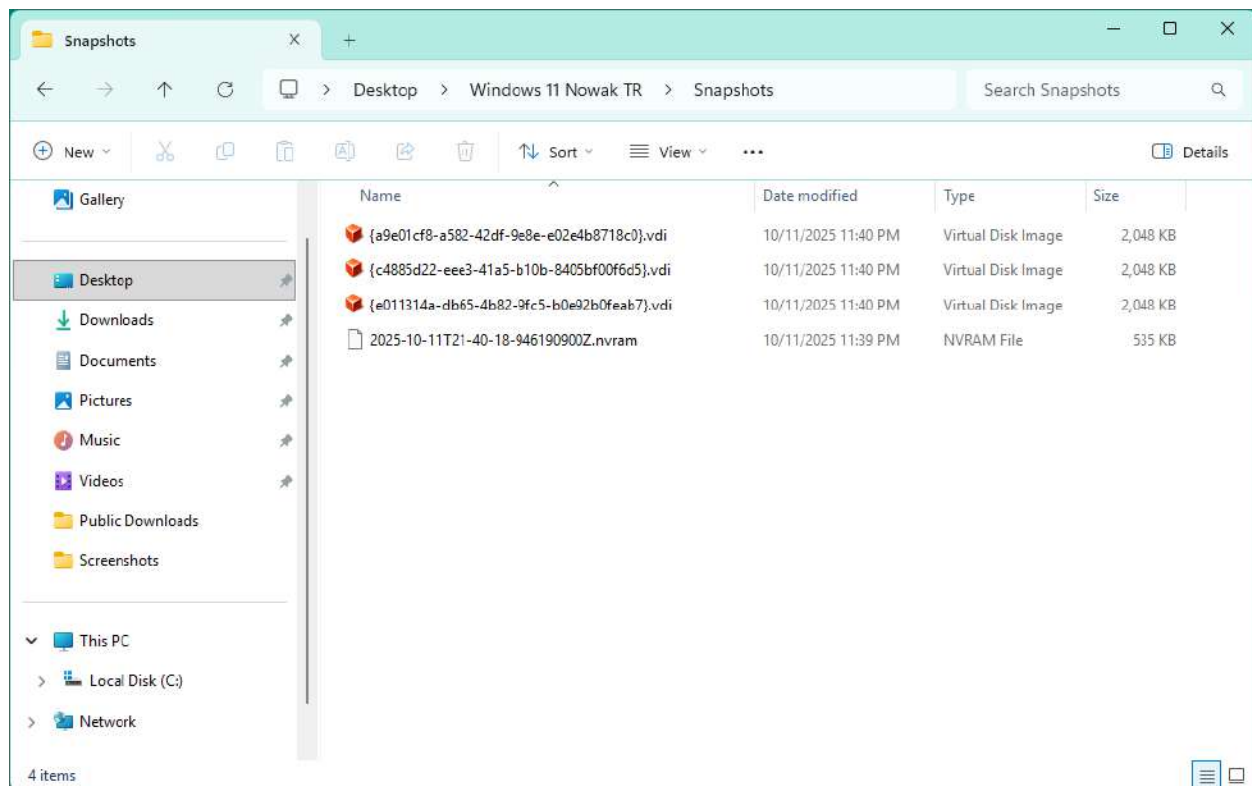 Snapshots
Desktop > Windows 11 Nowak TR > Snapshots
Search Snapshots
New
Sort
View
Details
Gallery
Desktop
Downloads
Documents
Pictures
Music
Videos
Public Downloads
Screenshots
This PC
Local Disk (C:)
Network
Name Date modified Type Size
{a9e01cf8-a582-42df-9e8e-e02e4b8718c0}.vdi 10/11/2025 11:40 PM Virtual Disk Image 2,048 KB
{c4885d22-eee3-41a5-b10b-8405bf00f6d5}.vdi 10/11/2025 11:40 PM Virtual Disk Image 2,048 KB
{e011314a-db65-4b82-9fc5-b0e92b0feab7}.vdi 10/11/2025 11:40 PM Virtual Disk Image 2,048 KB
2025-10-11T21-40-18-946190900Z.nvram 10/11/2025 11:39 PM NVRAM File 535 KB
4 items